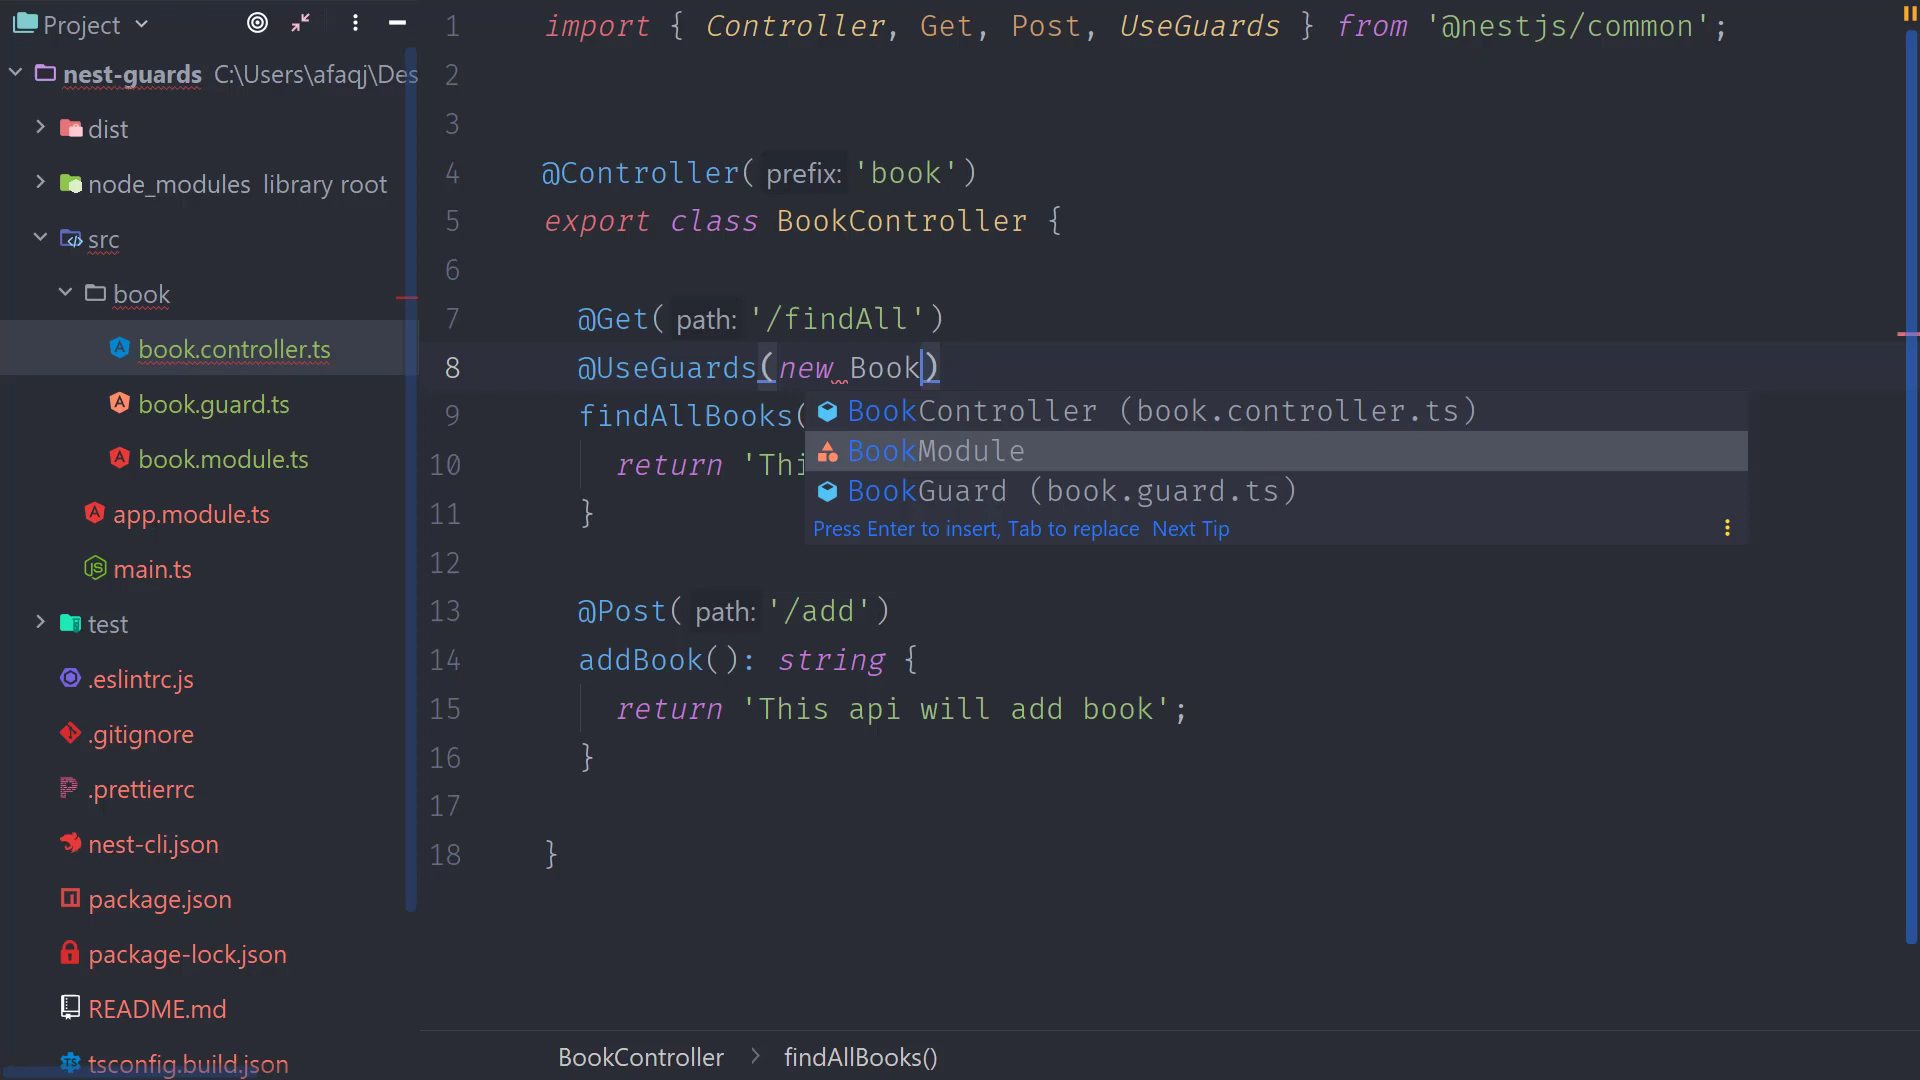 Project
nest-guards C:\Users\afaqj\Des
dist
node_modules library root
src
book
book.controller.ts
book.guard.ts
book.module.ts
app.module.ts
main.ts
test
.eslintrc.js
.gitignore
.prettierrc
nest-cli.json
package.json
package-lock.json
README.md
tsconfig.build.json
1 import { Controller, Get, Post, UseGuards } from '@nestjs/common';
2
3
4 @Controller( prefix: 'book')
5 export class BookController {
6
7 @Get( path: '/findAll')
8 @UseGuards(new Book)
9 findAllBooks(
10 return 'Thi
11 }
12
13 @Post( path: '/add')
14 addBook(): string {
15 return 'This api will add book';
16 }
17
18 }
BookController (book.controller.ts)
BookModule
BookGuard (book.guard.ts)
Press Enter to insert, Tab to replace Next Tip
BookController > findAllBooks()